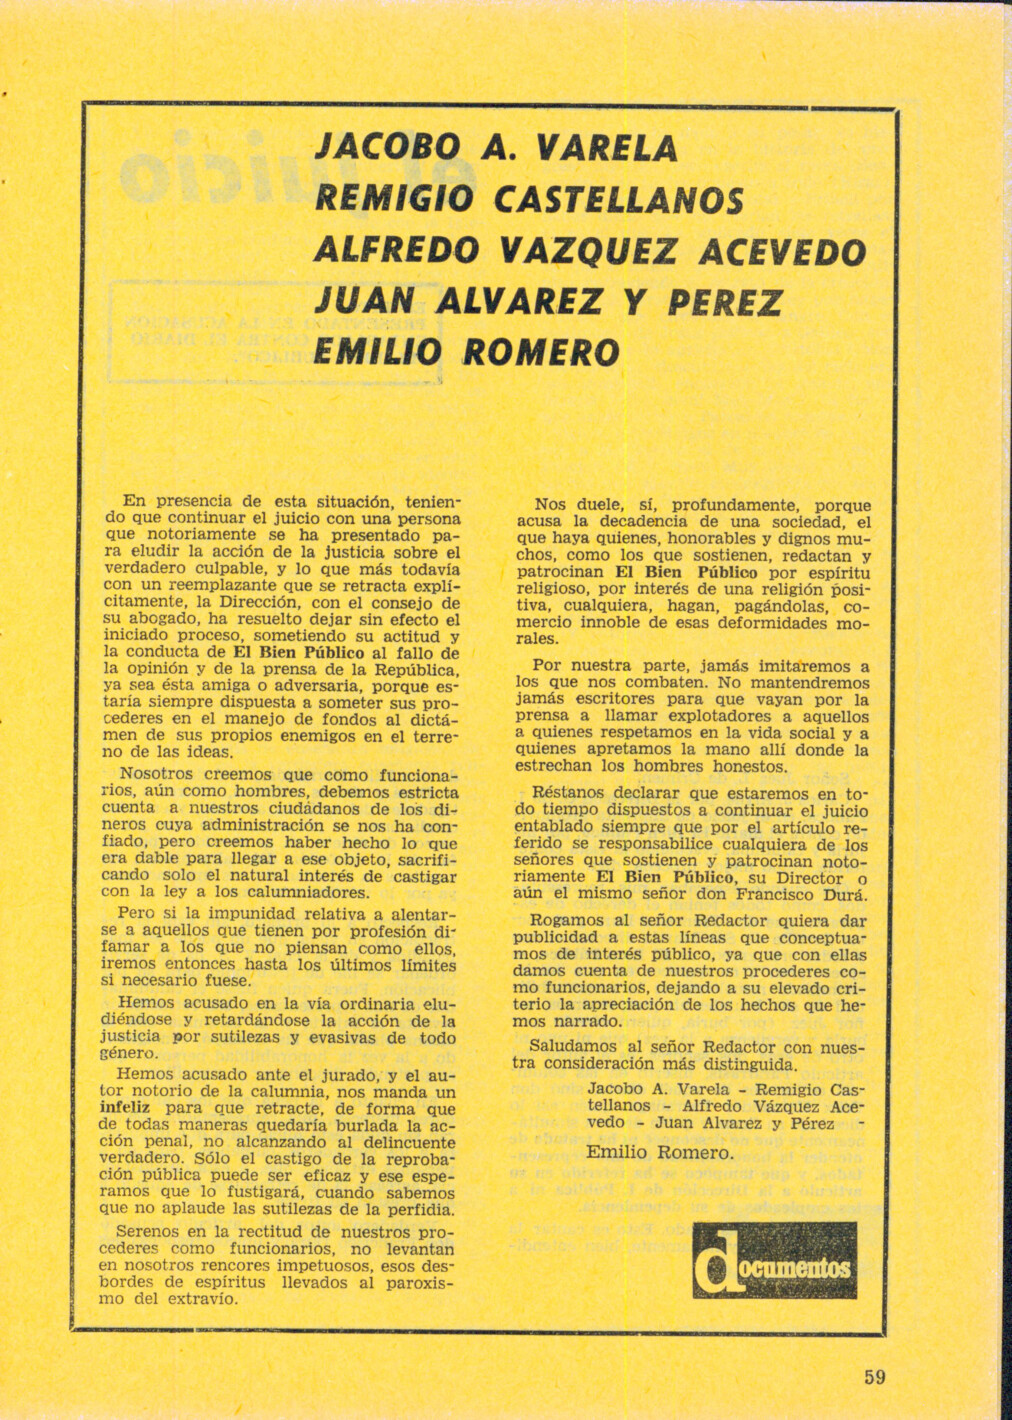 JACOBO A. VARELA
REMIGIO CASTELLANOS
ALFREDO VAZQUEZ ACEVEDO
JUAN ALVAREZ Y PEREZ
EMILIO ROMERO
En presencia de esta situación, tenien-
do que continuar el juicio con una persona
que notoriamente se ha presentado pa-
ra eludir la acción de la justicia sobre el
verdadero culpable, y lo que más todavía
con un reemplazante que se retracta explí-
citamente, la Dirección, con el consejo de
su abogado, ha resuelto dejar sin efecto el
iniciado proceso, sometiendo su actitud y
la conducta de El Bien Público al fallo de
la opinión y de la prensa de la República,
ya sea ésta amiga o adversaria, porque es-
taría siempre dispuesta a someter sus pro-
cederes en el manejo de fondos al dictá-
men de sus propios enemigos en el terre-
no de las ideas.
Nosotros creemos que como funciona-
rios, aún como hombres, debemos estricta
cuenta a nuestros ciudadanos de los di-
neros cuya administración se nos ha con-
fiado, pero creemos haber hecho lo que
era dable para llegar a ese objeto, sacrifi-
cando solo el natural interés de castigar
con la ley a los calumniadores.
Pero si la impunidad relativa a alentar-
se a aquellos que tienen por profesión di-
famar a los que no piensan como ellos,
iremos entonces hasta los últimos límites
si necesario fuese.
Hemos acusado en la vía ordinaria elu-
diéndose y retardándose la acción de la
justicia por sutilezas y evasivas de todo
género.
Hemos acusado ante el jurado, y el au-
tor notorio de la calumnia, nos manda un
infeliz para que retracte, de forma que
de todas maneras quedaría burlada la ac-
ción penal, no alcanzando al delincuente
verdadero. Sólo el castigo de la reproba-
ción pública puede ser eficaz y ese espe-
ramos que lo fustigará, cuando sabemos
que no aplaude las sutilezas de la perfidia.
Serenos en la rectitud de nuestros pro-
cederes como funcionarios, no levantan
en nosotros rencores impetuosos, esos des-
bordes de espíritus llevados al paroxis-
mo del extravío.
Nos duele, sí, profundamente, porque
acusa la decadencia de una sociedad, el
que haya quienes, honorables y dignos mu-
chos, como los que sostienen, redactan y
patrocinan El Bien Público por espíritu
religioso, por interés de una religión posi-
tiva, cualquiera, hagan, pagándolas, co-
mercio innoble de esas deformidades mo-
rales.
Por nuestra parte, jamás imitaremos a
los que nos combaten. No mantendremos
jamás escritores para que vayan por la
prensa a llamar explotadores a aquellos
a quienes respetamos en la vida social y a
quienes apretamos la mano allí donde la
estrechan los hombres honestos.
Réstanos declarar que estaremos en to-
do tiempo dispuestos a continuar el juicio
entablado siempre que por el artículo re-
ferido se responsabilice cualquiera de los
señores que sostienen y patrocinan noto-
riamente El Bien Público, su Director o
aún el mismo señor don Francisco Durá.
Rogamos al señor Redactor quiera dar
publicidad a estas líneas que conceptua-
mos de interés público, ya que con ellas
damos cuenta de nuestros procederes co-
mo funcionarios, dejando a su elevado cri-
terio la apreciación de los hechos que he-
mos narrado.
Saludamos al señor Redactor con nues-
tra consideración más distinguida.
Jacobo A. Varela - Remigio Cas-
tellanos - Alfredo Vázquez Ace-
vedo - Juan Alvarez y Pérez -
Emilio Romero.
documentos
59